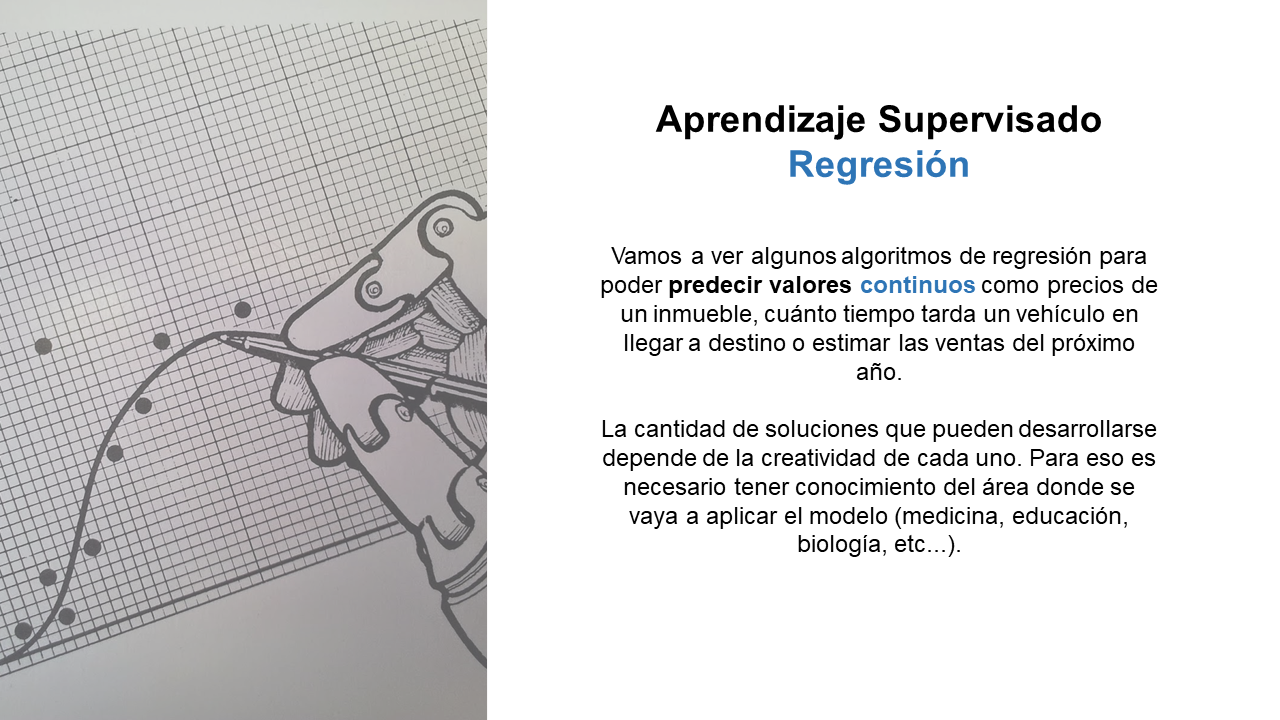 Aprendizaje Supervisado
Regresión
Vamos a ver algunos algoritmos de regresión para
poder predecir valores continuos como precios de
un inmueble, cuánto tiempo tarda un vehículo en
llegar a destino o estimar las ventas del próximo
año.
La cantidad de soluciones que pueden desarrollarse
depende de la creatividad de cada uno. Para eso es
necesario tener conocimiento del área donde se
vaya a aplicar el modelo (medicina, educación,
biología, etc...).